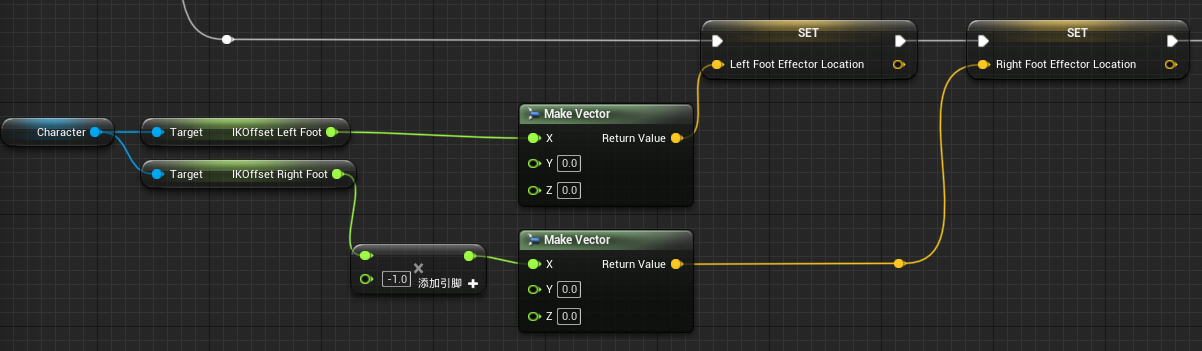 SET
Left Foot Effector Location
SET
Right Foot Effector Location
Character
Target IKOffset Left Foot
Target IKOffset Right Foot
Make Vector
X Return Value
Y 0.0
Z 0.0
-1.0
×
添加引脚 +
Make Vector
X Return Value
Y 0.0
Z 0.0